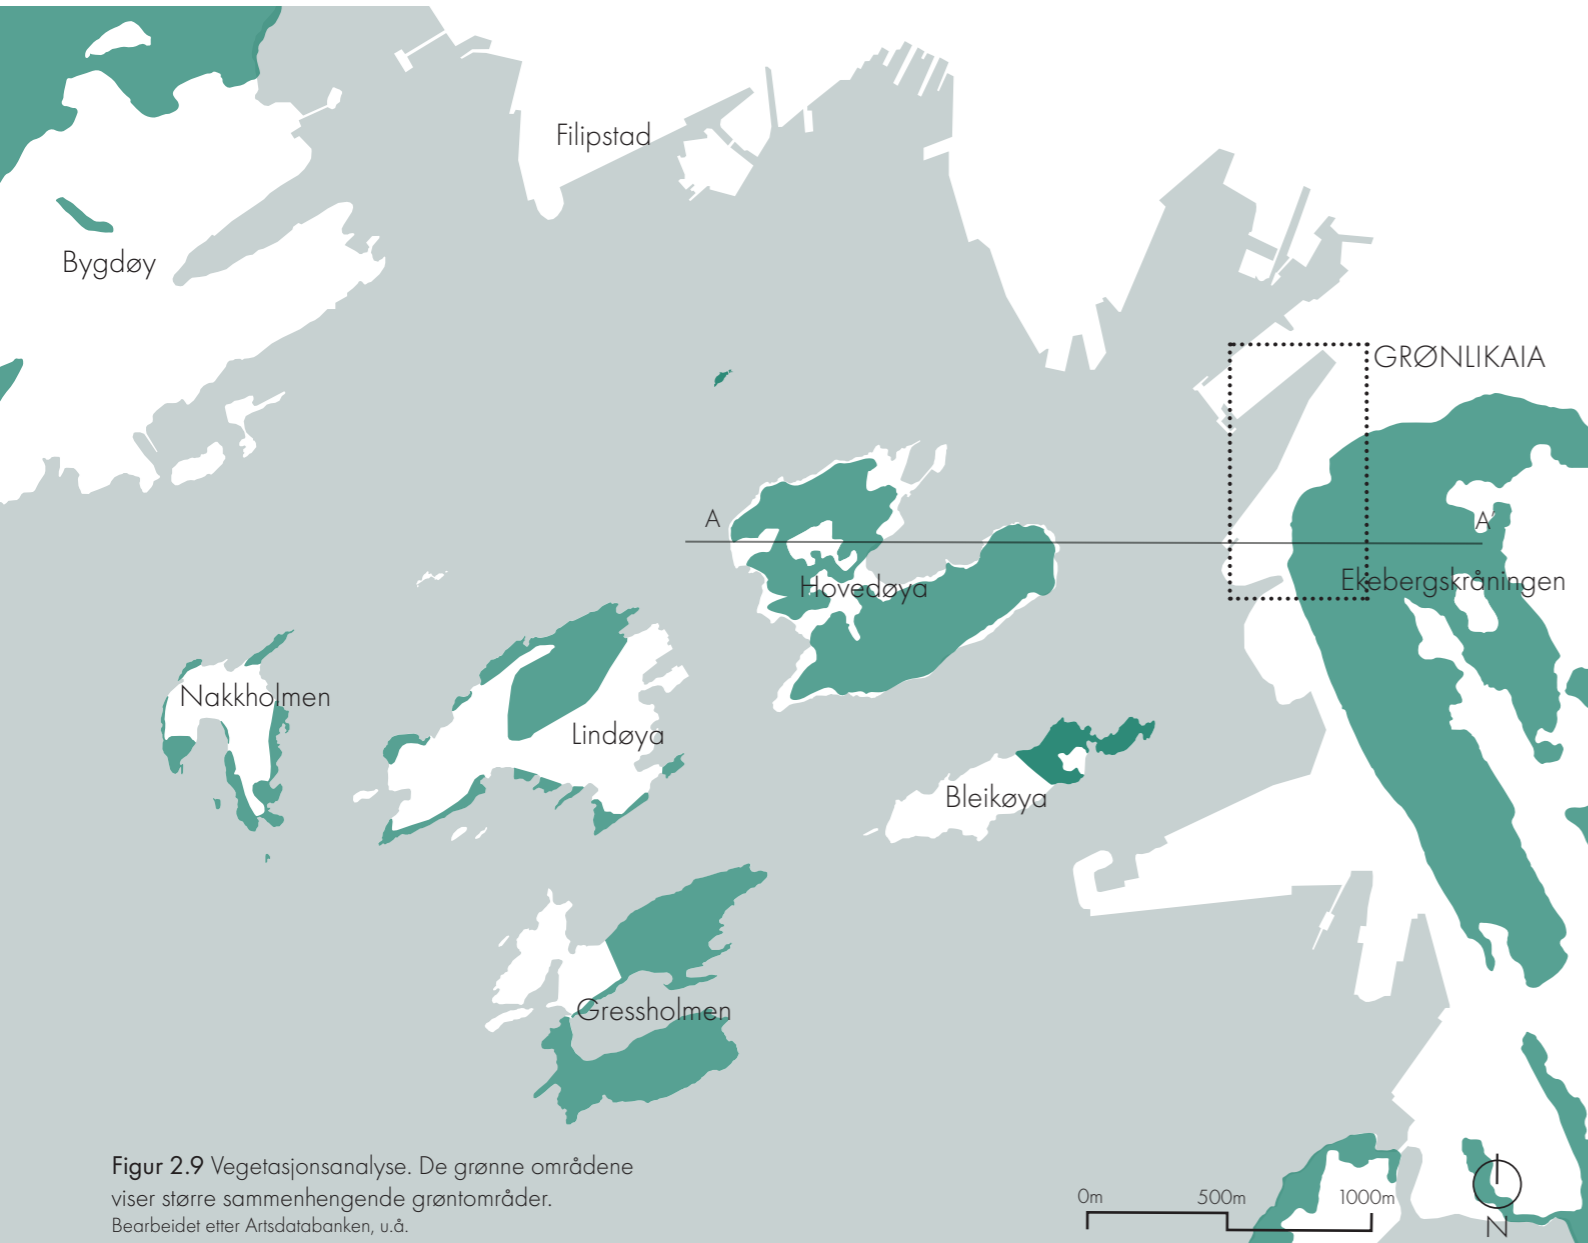 Filipstad
Bygdøy
GRØNLIKAIA
A
A'
Hovedøya
Ekebergskråningen
Nakkholmen
Lindøya
Bleikøya
Gressholmen
Figur 2.9 Vegetasjonsanalyse. De grønne områdene
viser større sammenhengende grøntområder.
Bearbeidet etter Artsdatabanken, u.å.
0m 500m 1000m
N